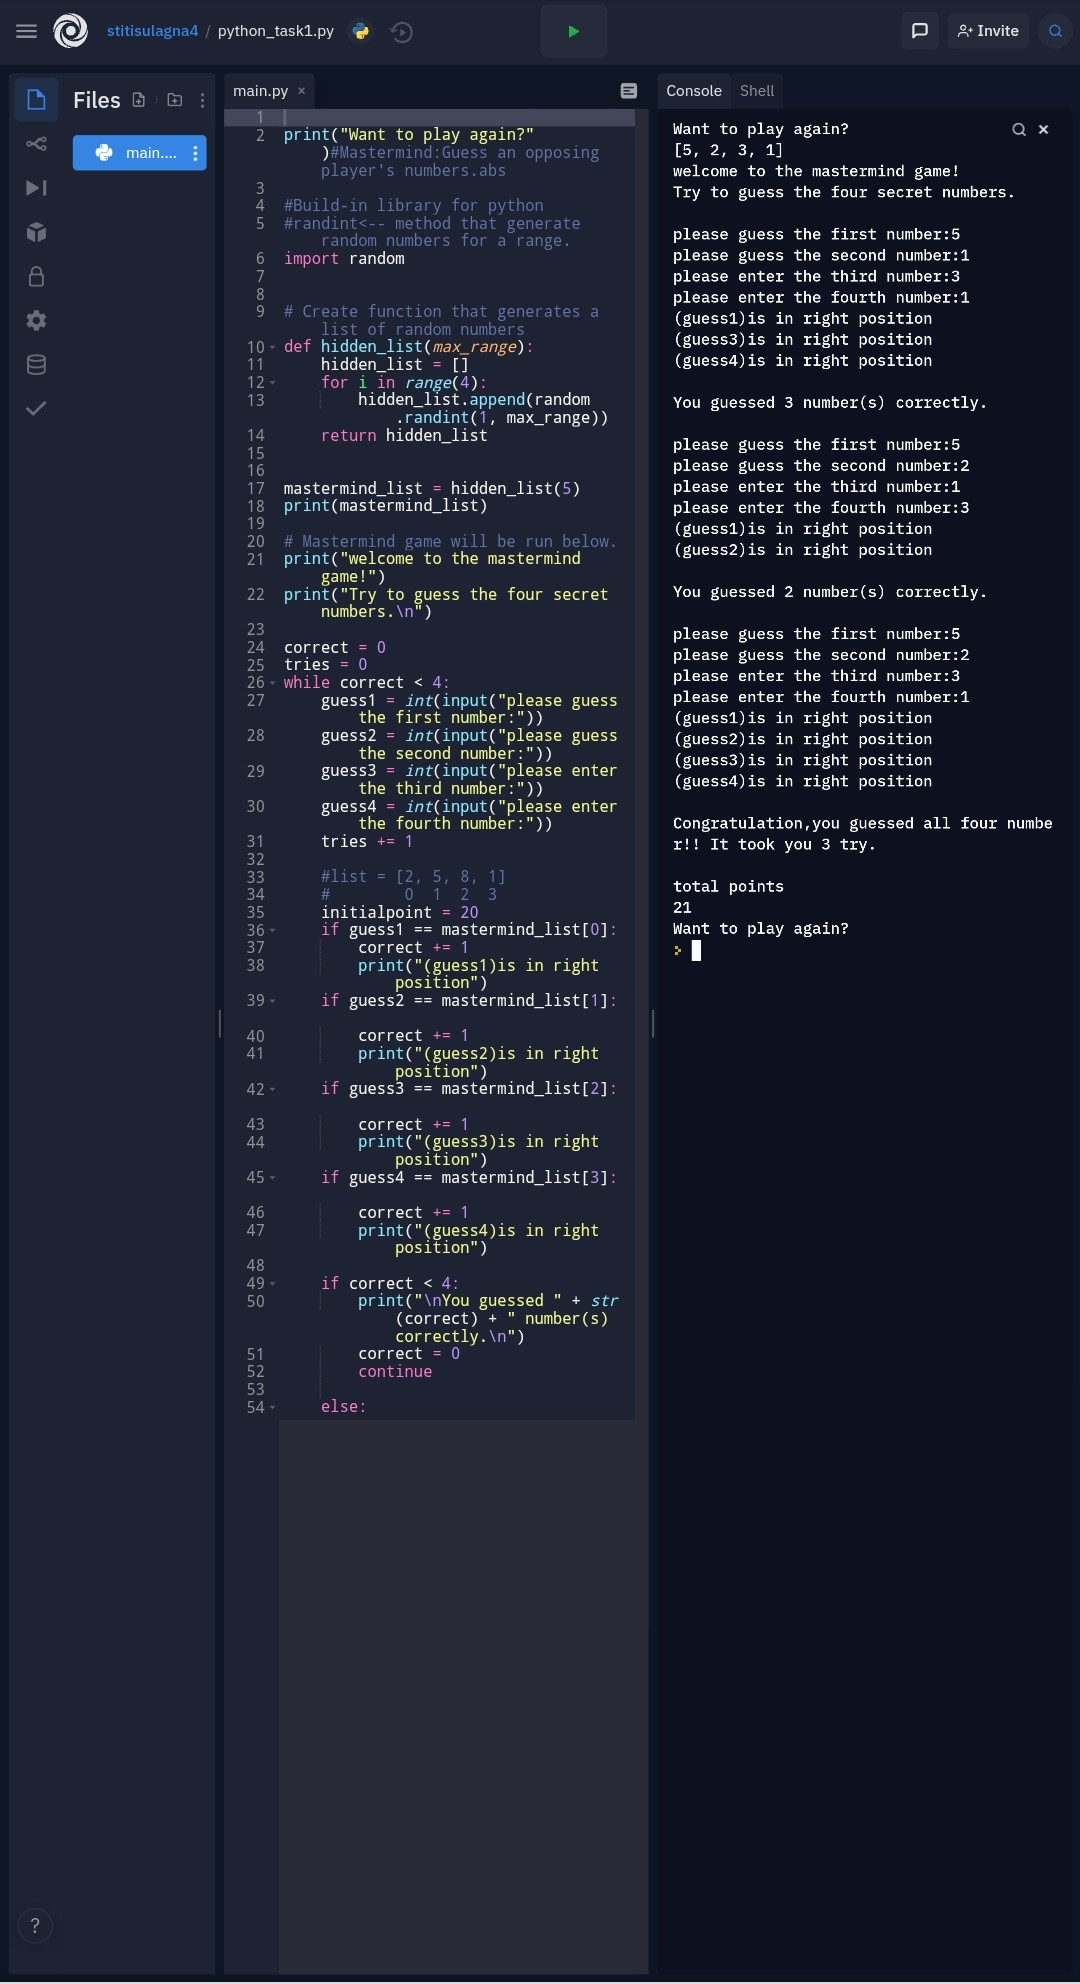 stitisulagna4 / python_task1.py
Invite
Files
main....
main.py ×
Console Shell
1
2 print("Want to play again?"
)#Mastermind:Guess an opposing
player's numbers.abs
3
4 #Build-in library for python
5 #randint<-- method that generate
random numbers for a range.
6 import random
7
8
9 # Create function that generates a
list of random numbers
10 def hidden_list(max_range):
11 hidden_list = []
12 for i in range(4):
13 hidden_list.append(random
.randint(1, max_range))
14 return hidden_list
15
16
17 mastermind_list = hidden_list(5)
18 print(mastermind_list)
19
20 # Mastermind game will be run below.
21 print("welcome to the mastermind
game!")
22 print("Try to guess the four secret
numbers.\n")
23
24 correct = 0
25 tries = 0
26 while correct < 4:
27 guess1 = int(input("please guess
the first number:"))
28 guess2 = int(input("please guess
the second number:"))
29 guess3 = int(input("please enter
the third number:"))
30 guess4 = int(input("please enter
the fourth number:"))
31 tries += 1
32
33 #list = [2, 5, 8, 1]
34 # 0 1 2 3
35 initialpoint = 20
36 if guess1 == mastermind_list[0]:
37 correct += 1
38 print("(guess1)is in right
position")
39 if guess2 == mastermind_list[1]:
40 correct += 1
41 print("(guess2)is in right
position")
42 if guess3 == mastermind_list[2]:
43 correct += 1
44 print("(guess3)is in right
position")
45 if guess4 == mastermind_list[3]:
46 correct += 1
47 print("(guess4)is in right
position")
48
49 if correct < 4:
50 print("\nYou guessed " + str
(correct) + " number(s)
correctly.\n")
51 correct = 0
52 continue
53
54 else:
Want to play again?
[5, 2, 3, 1]
welcome to the mastermind game!
Try to guess the four secret numbers.
please guess the first number:5
please guess the second number:1
please enter the third number:3
please enter the fourth number:1
(guess1)is in right position
(guess3)is in right position
(guess4)is in right position
You guessed 3 number(s) correctly.
please guess the first number:5
please guess the second number:2
please enter the third number:1
please enter the fourth number:3
(guess1)is in right position
(guess2)is in right position
You guessed 2 number(s) correctly.
please guess the first number:5
please guess the second number:2
please enter the third number:3
please enter the fourth number:1
(guess1)is in right position
(guess2)is in right position
(guess3)is in right position
(guess4)is in right position
Congratulation,you guessed all four numbe
r!! It took you 3 try.
total points
21
Want to play again?
?